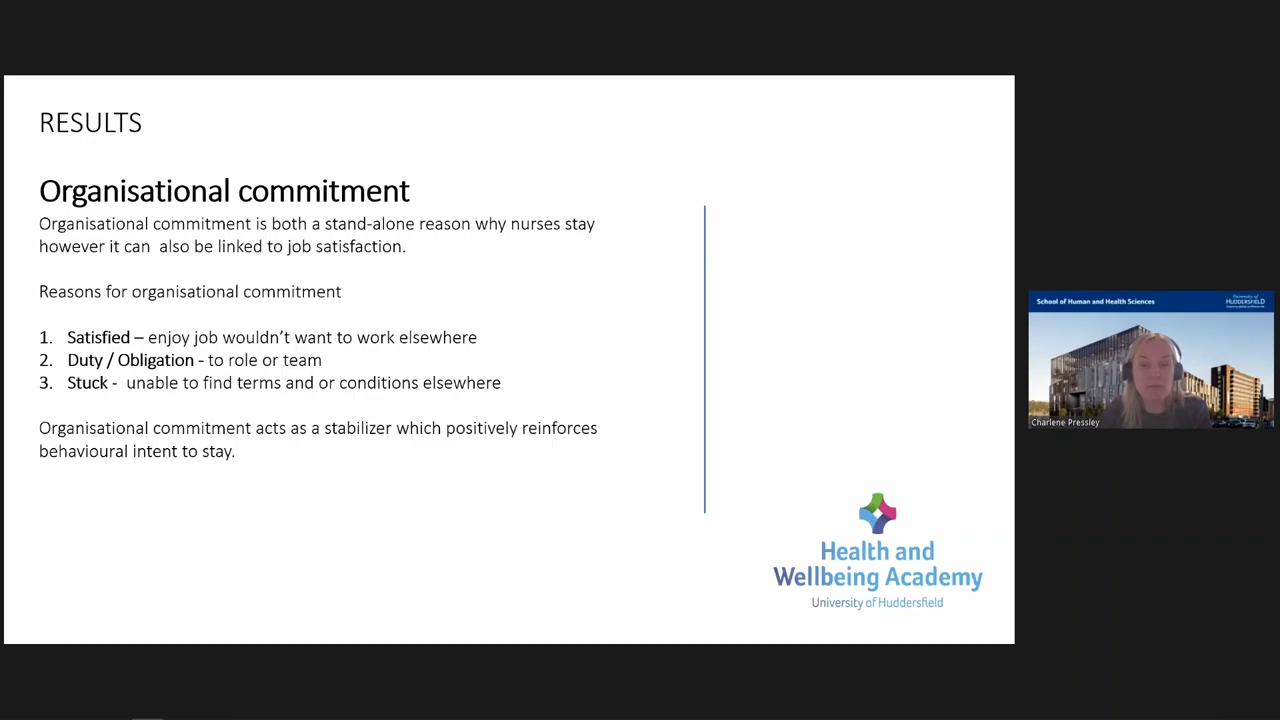 RESULTS
Organisational commitment
Organisational commitment is both a stand-alone reason why nurses stay
however it can also be linked to job satisfaction.
Reasons for organisational commitment
1. Satisfied – enjoy job wouldn't want to work elsewhere
2. Duty / Obligation - to role or team
3. Stuck - unable to find terms and or conditions elsewhere
Organisational commitment acts as a stabilizer which positively reinforces
behavioural intent to stay.
Health and
Wellbeing Academy
University of Huddersfield
School of Human and Health Sciences
University of
HUDDERSFIELD
Charlene Pressley